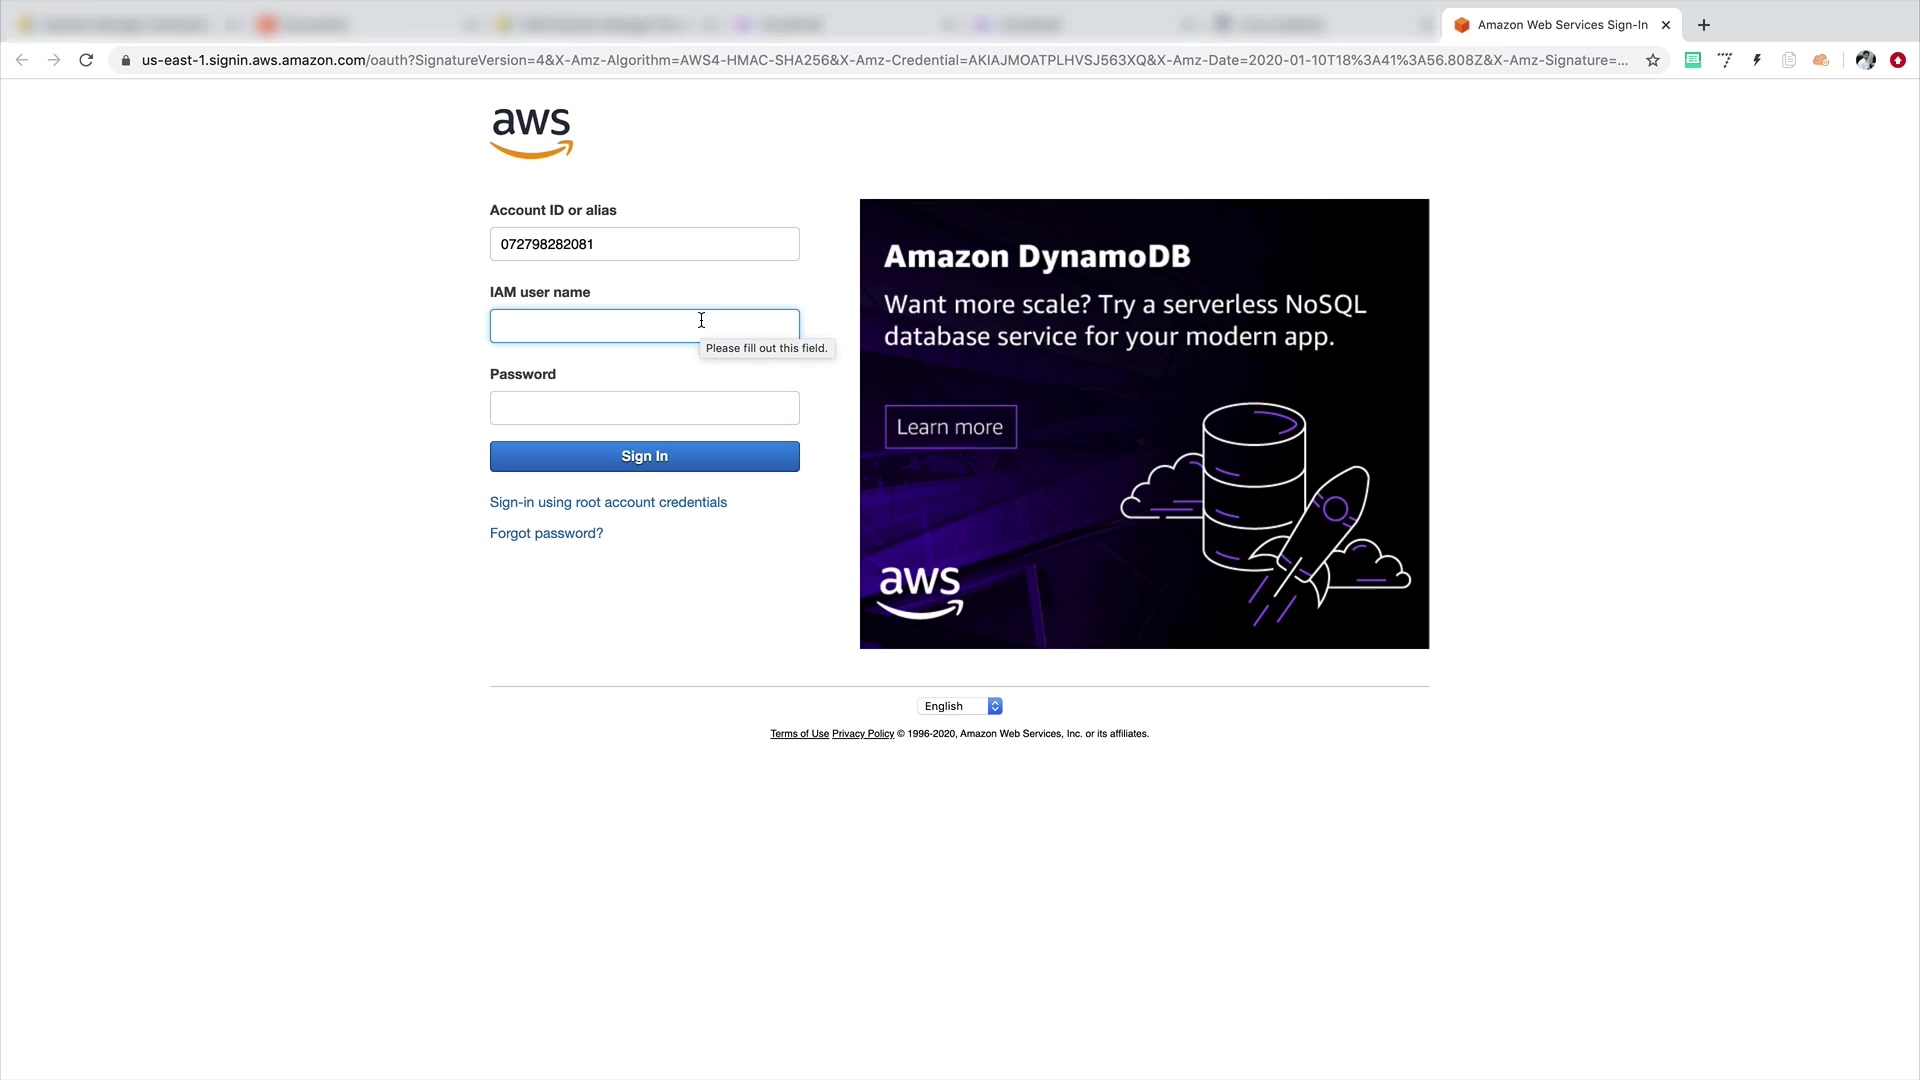 Amazon Web Services Sign-In
us-east-1.signin.aws.amazon.com/oauth?SignatureVersion=4&X-Amz-Algorithm=AWS4-HMAC-SHA256&X-Amz-Credential=AKIAJMOATPLHVSJ563XQ&X-Amz-Date=2020-01-10T18%3A41%3A56.808Z&X-Amz-Signature=...
aws
Account ID or alias
072798282081
IAM user name
Please fill out this field.
Password
Sign In
Sign-in using root account credentials
Forgot password?
Amazon DynamoDB
Want more scale? Try a serverless NoSQL
database service for your modern app.
Learn more
aws
English
Terms of Use Privacy Policy © 1996-2020, Amazon Web Services, Inc. or its affiliates.